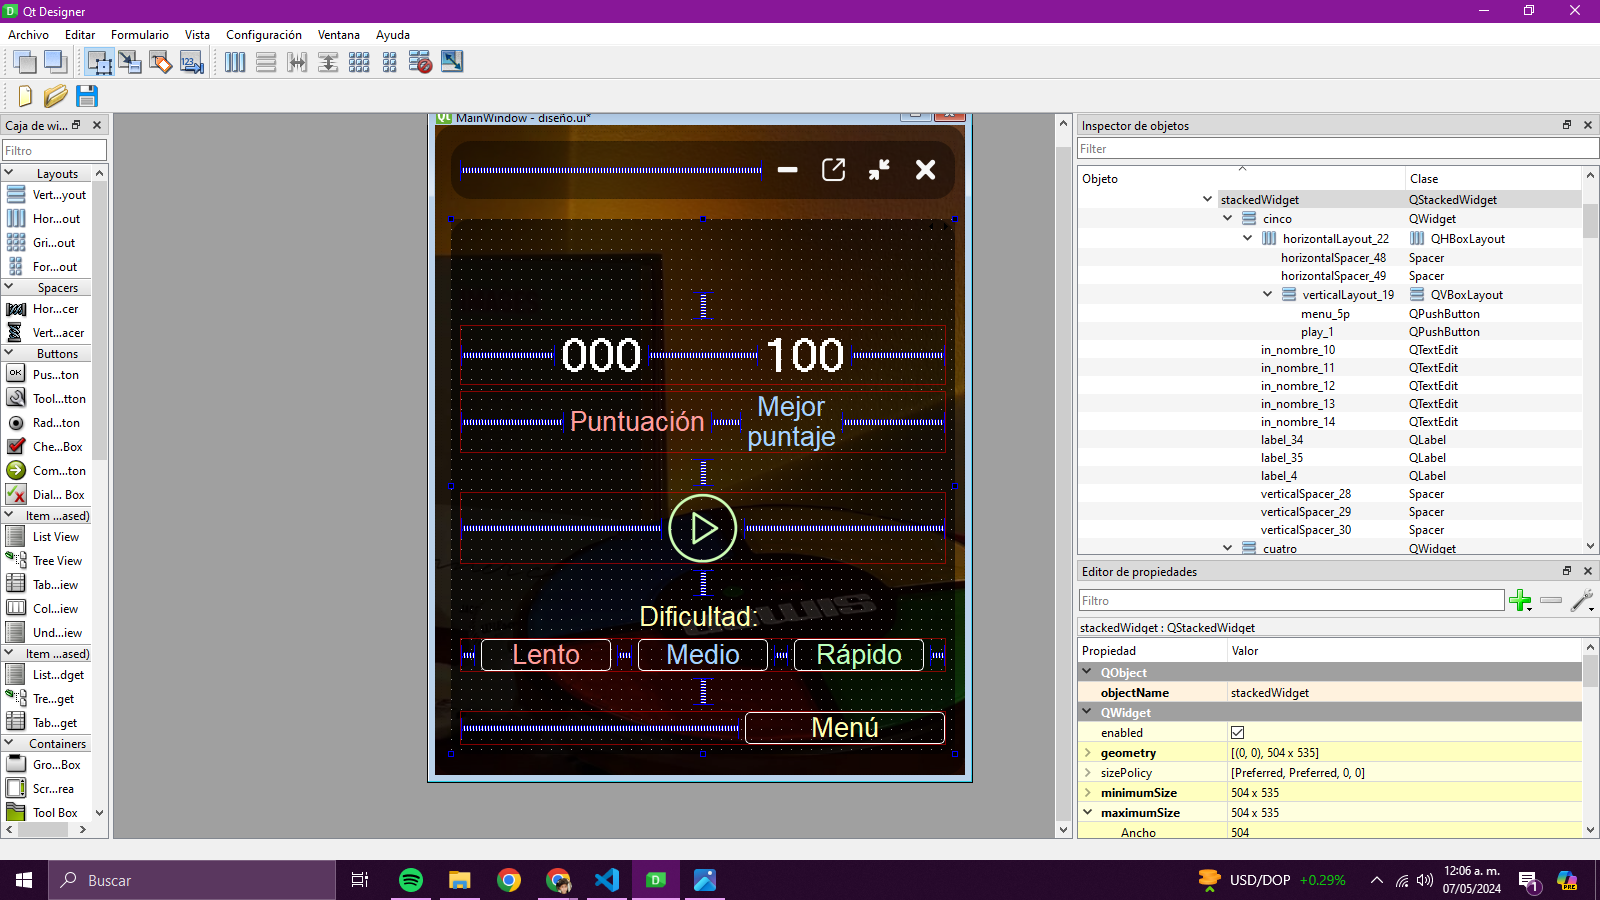 Qt Designer
Archivo Editar Formulario Vista Configuración Ventana Ayuda
Caja de wi...
Filtro
Layouts
Vert...yout
Hor...out
Gri...out
For...out
Spacers
Hor...cer
Vert...acer
Buttons
Pus...ton
Tool...tton
Rad...ton
Che...Box
Com...ton
Dial... Box
Item ...ased)
List View
Tree View
Tab...iew
Col...iew
Und...iew
Item ...ased)
List...dget
Tre...get
Tab...get
Containers
Gro...Box
Scr...rea
Tool Box
MainWindow - diseño.ui*
000 100
Puntuación Mejor
puntaje
Dificultad:
Lento Medio Rápido
Menú
Inspector de objetos
Filter
Objeto Clase
stackedWidget QStackedWidget
cinco QWidget
horizontalLayout_22 QHBoxLayout
horizontalSpacer_48 Spacer
horizontalSpacer_49 Spacer
verticalLayout_19 QVBoxLayout
menu_5p QPushButton
play_1 QPushButton
in_nombre_10 QTextEdit
in_nombre_11 QTextEdit
in_nombre_12 QTextEdit
in_nombre_13 QTextEdit
in_nombre_14 QTextEdit
label_34 QLabel
label_35 QLabel
label_4 QLabel
verticalSpacer_28 Spacer
verticalSpacer_29 Spacer
verticalSpacer_30 Spacer
cuatro QWidget
Editor de propiedades
Filtro
stackedWidget : QStackedWidget
Propiedad Valor
QObject
objectName stackedWidget
QWidget
enabled
geometry [(0, 0), 504 x 535]
sizePolicy [Preferred, Preferred, 0, 0]
minimumSize 504 x 535
maximumSize 504 x 535
Ancho 504
Buscar
USD/DOP +0.29%
12:06 a. m.
07/05/2024
1